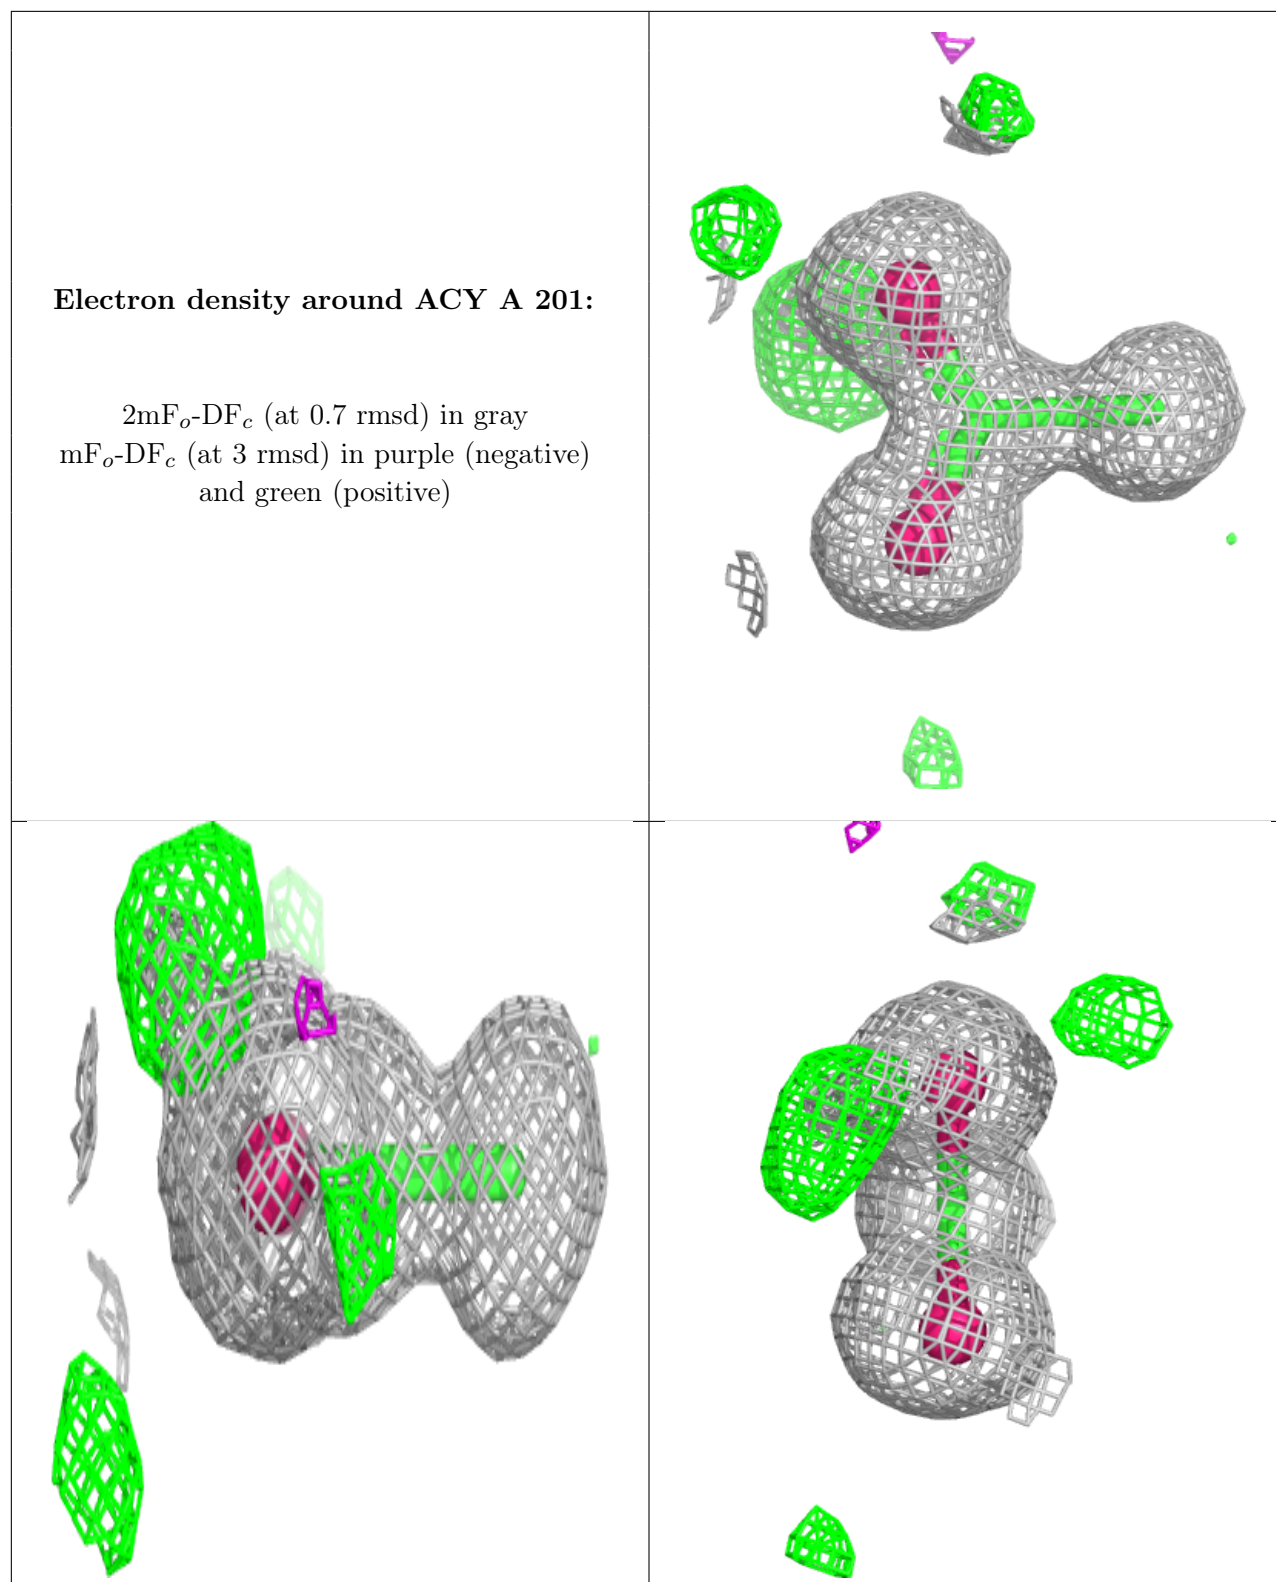 Electron density around ACY A 201:
2mFo-DFc (at 0.7 rmsd) in gray
mFo-DFc (at 3 rmsd) in purple (negative)
and green (positive)